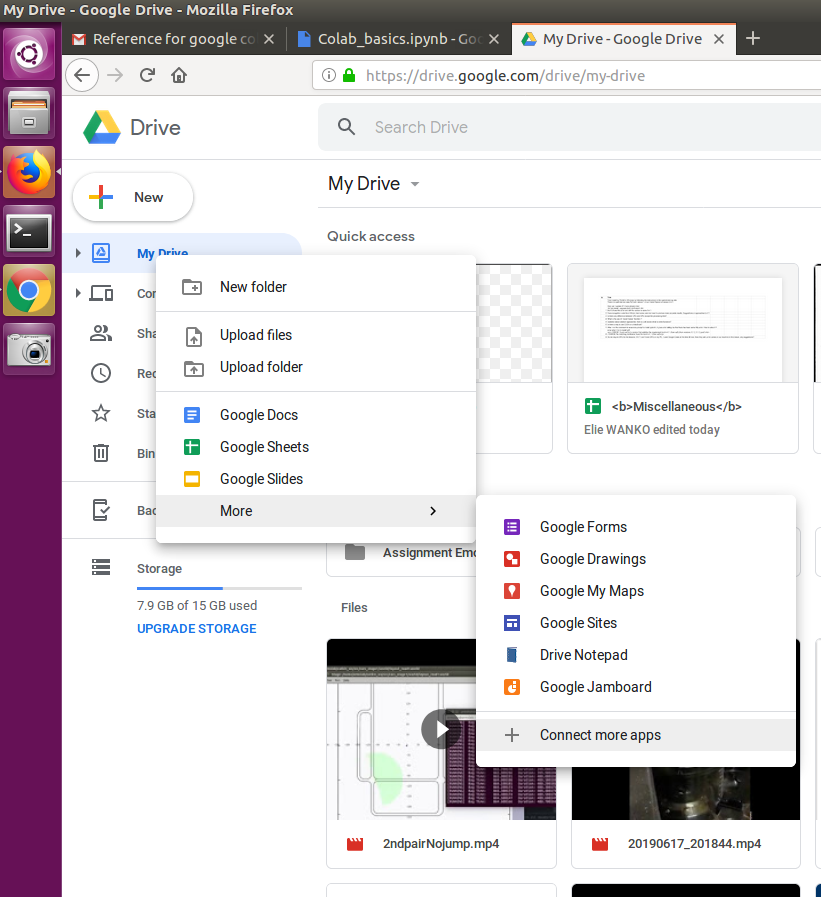 My Drive - Google Drive - Mozilla Firefox
Reference for google co
Colab_basics.ipynb - Goo
My Drive - Google Drive
https://drive.google.com/drive/my-drive
Drive
Search Drive
New
My Drive
My Drive
Quick access
Co
Sha
Rec
Sta
Bin
Bac
Storage
7.9 GB of 15 GB used
UPGRADE STORAGE
New folder
Upload files
Upload folder
Google Docs
Google Sheets
Google Slides
More
<b>Miscellaneous</b>
Elie WANKO edited today
Google Forms
Google Drawings
Google My Maps
Google Sites
Drive Notepad
Google Jamboard
Connect more apps
Assignment Emo
Files
2ndpairNojump.mp4
20190617_201844.mp4